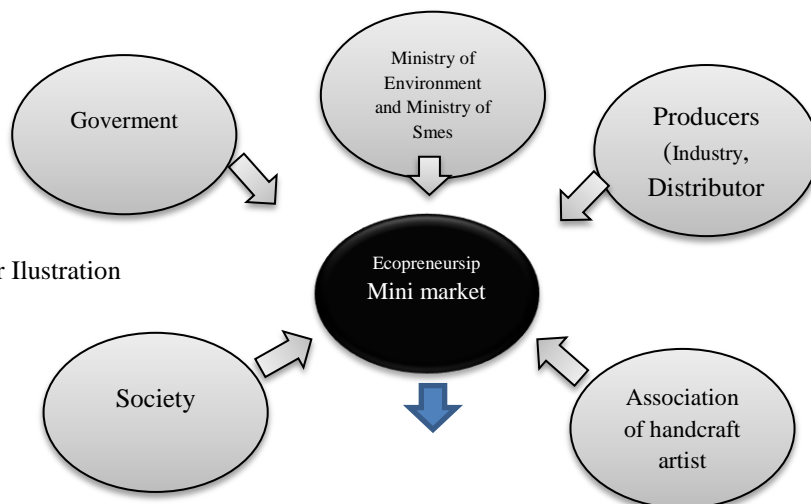 Goverment
Ministry of
Environment
and Ministry of
Smes
Producers
(Industry,
Distributor
Ecopreneursip
Mini market
r Ilustration
Society
Association
of handcraft
artist